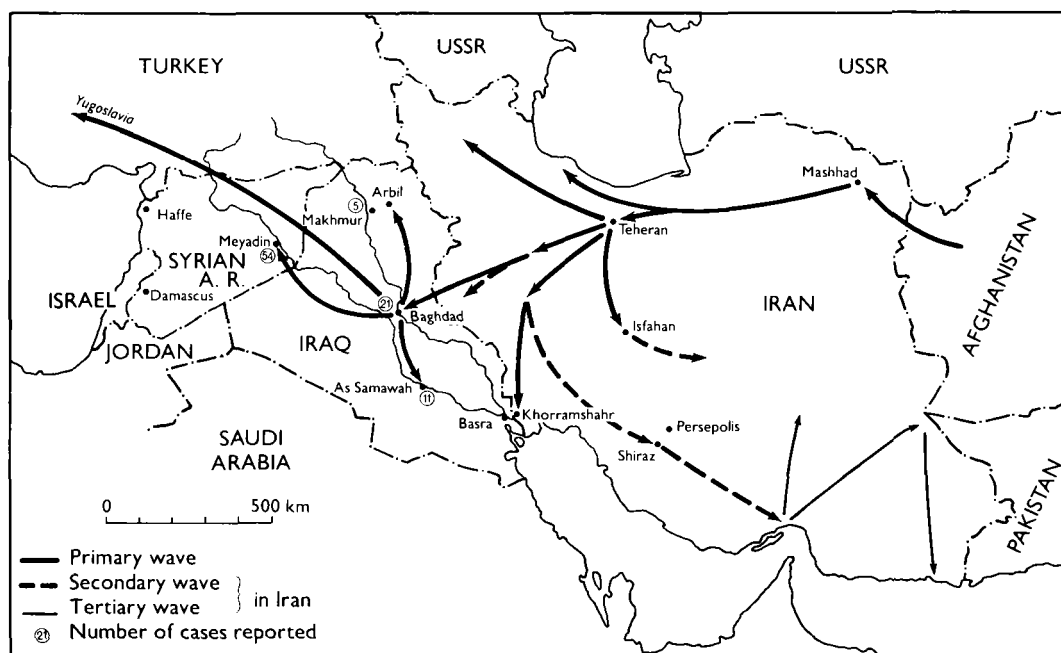 USSR
USSR
TURKEY
Yugoslavia
Mashhad
Arbil
5
Makhmur
Haffe
Teheran
Meyadin
54
SYRIAN
A. R.
AFGHANISTAN
ISRAEL
Damascus
21
Baghdad
IRAN
Isfahan
JORDAN
IRAQ
As Samawah
11
Khorramshahr
Basra
Persepolis
Shiraz
SAUDI
ARABIA
PAKISTAN
0 500 km
Primary wave
Secondary wave
Tertiary wave
in Iran
21 Number of cases reported